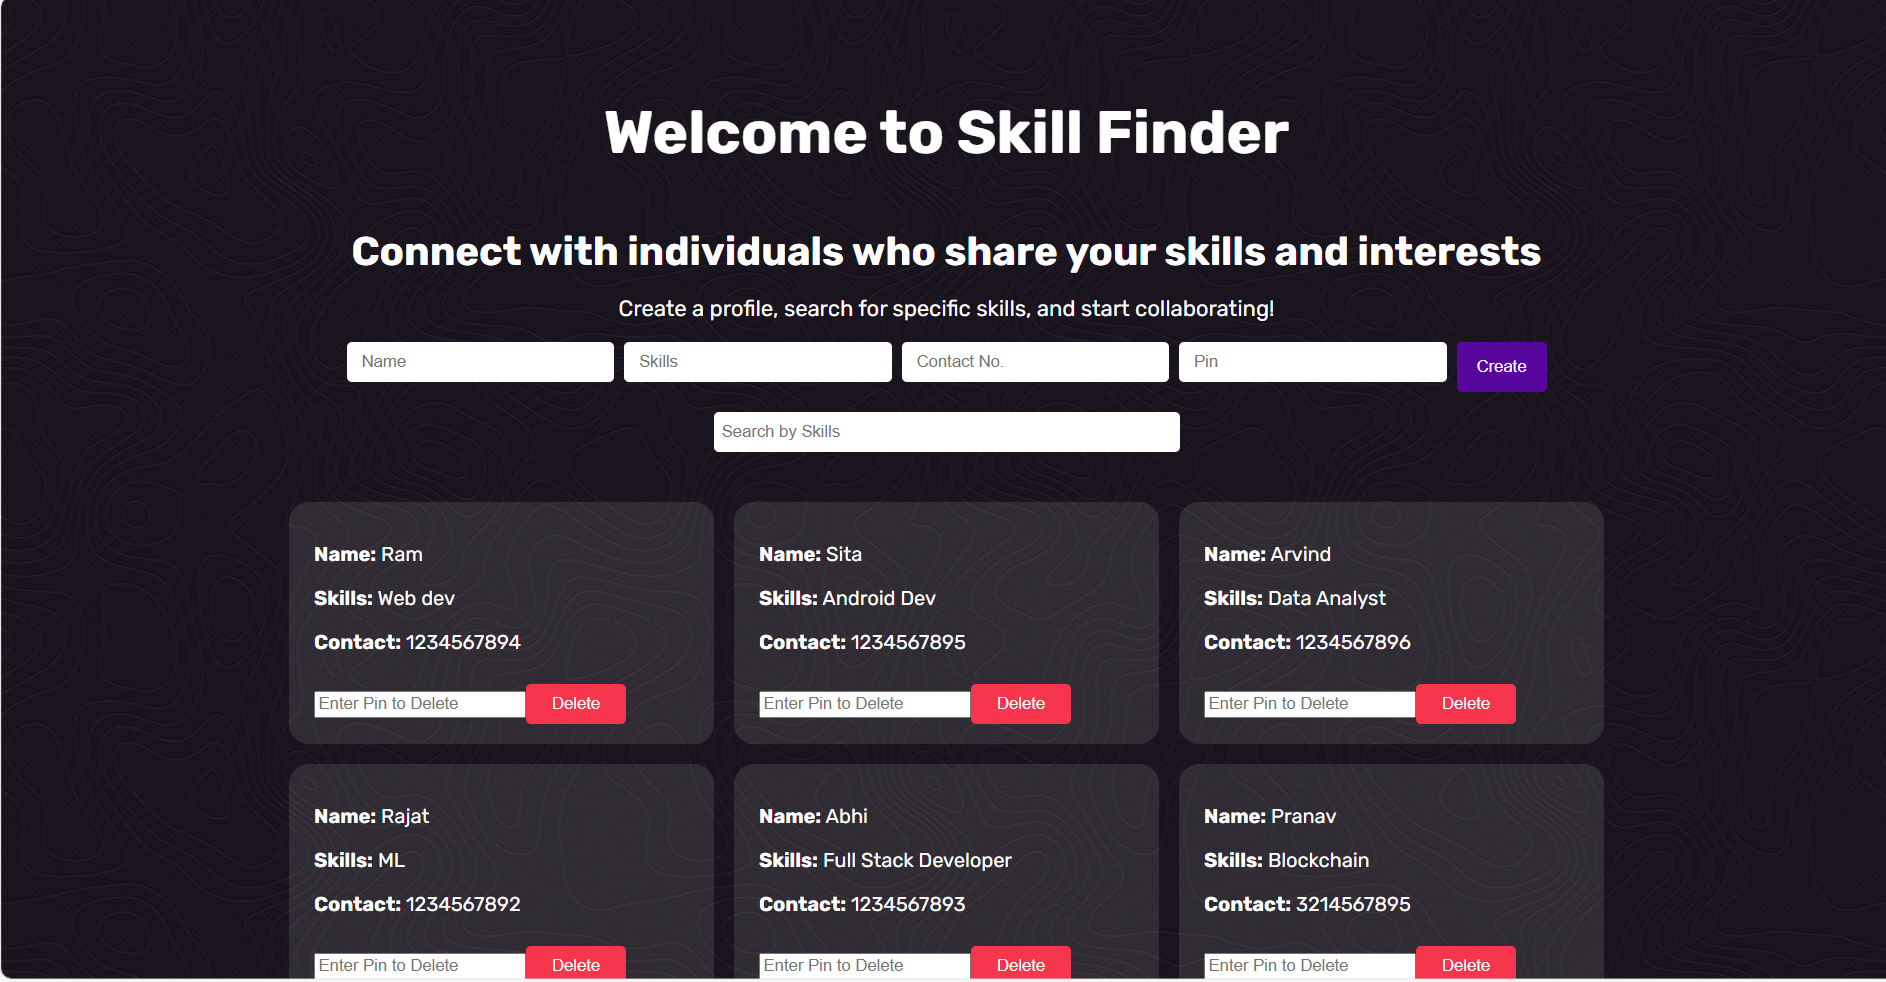 Welcome to Skill Finder
Connect with individuals who share your skills and interests
Create a profile, search for specific skills, and start collaborating!
Name Skills Contact No. Pin Create
Search by Skills
Name: Ram
Skills: Web dev
Contact: 1234567894
Enter Pin to Delete Delete
Name: Sita
Skills: Android Dev
Contact: 1234567895
Enter Pin to Delete Delete
Name: Arvind
Skills: Data Analyst
Contact: 1234567896
Enter Pin to Delete Delete
Name: Rajat
Skills: ML
Contact: 1234567892
Enter Pin to Delete Delete
Name: Abhi
Skills: Full Stack Developer
Contact: 1234567893
Enter Pin to Delete Delete
Name: Pranav
Skills: Blockchain
Contact: 3214567895
Enter Pin to Delete Delete